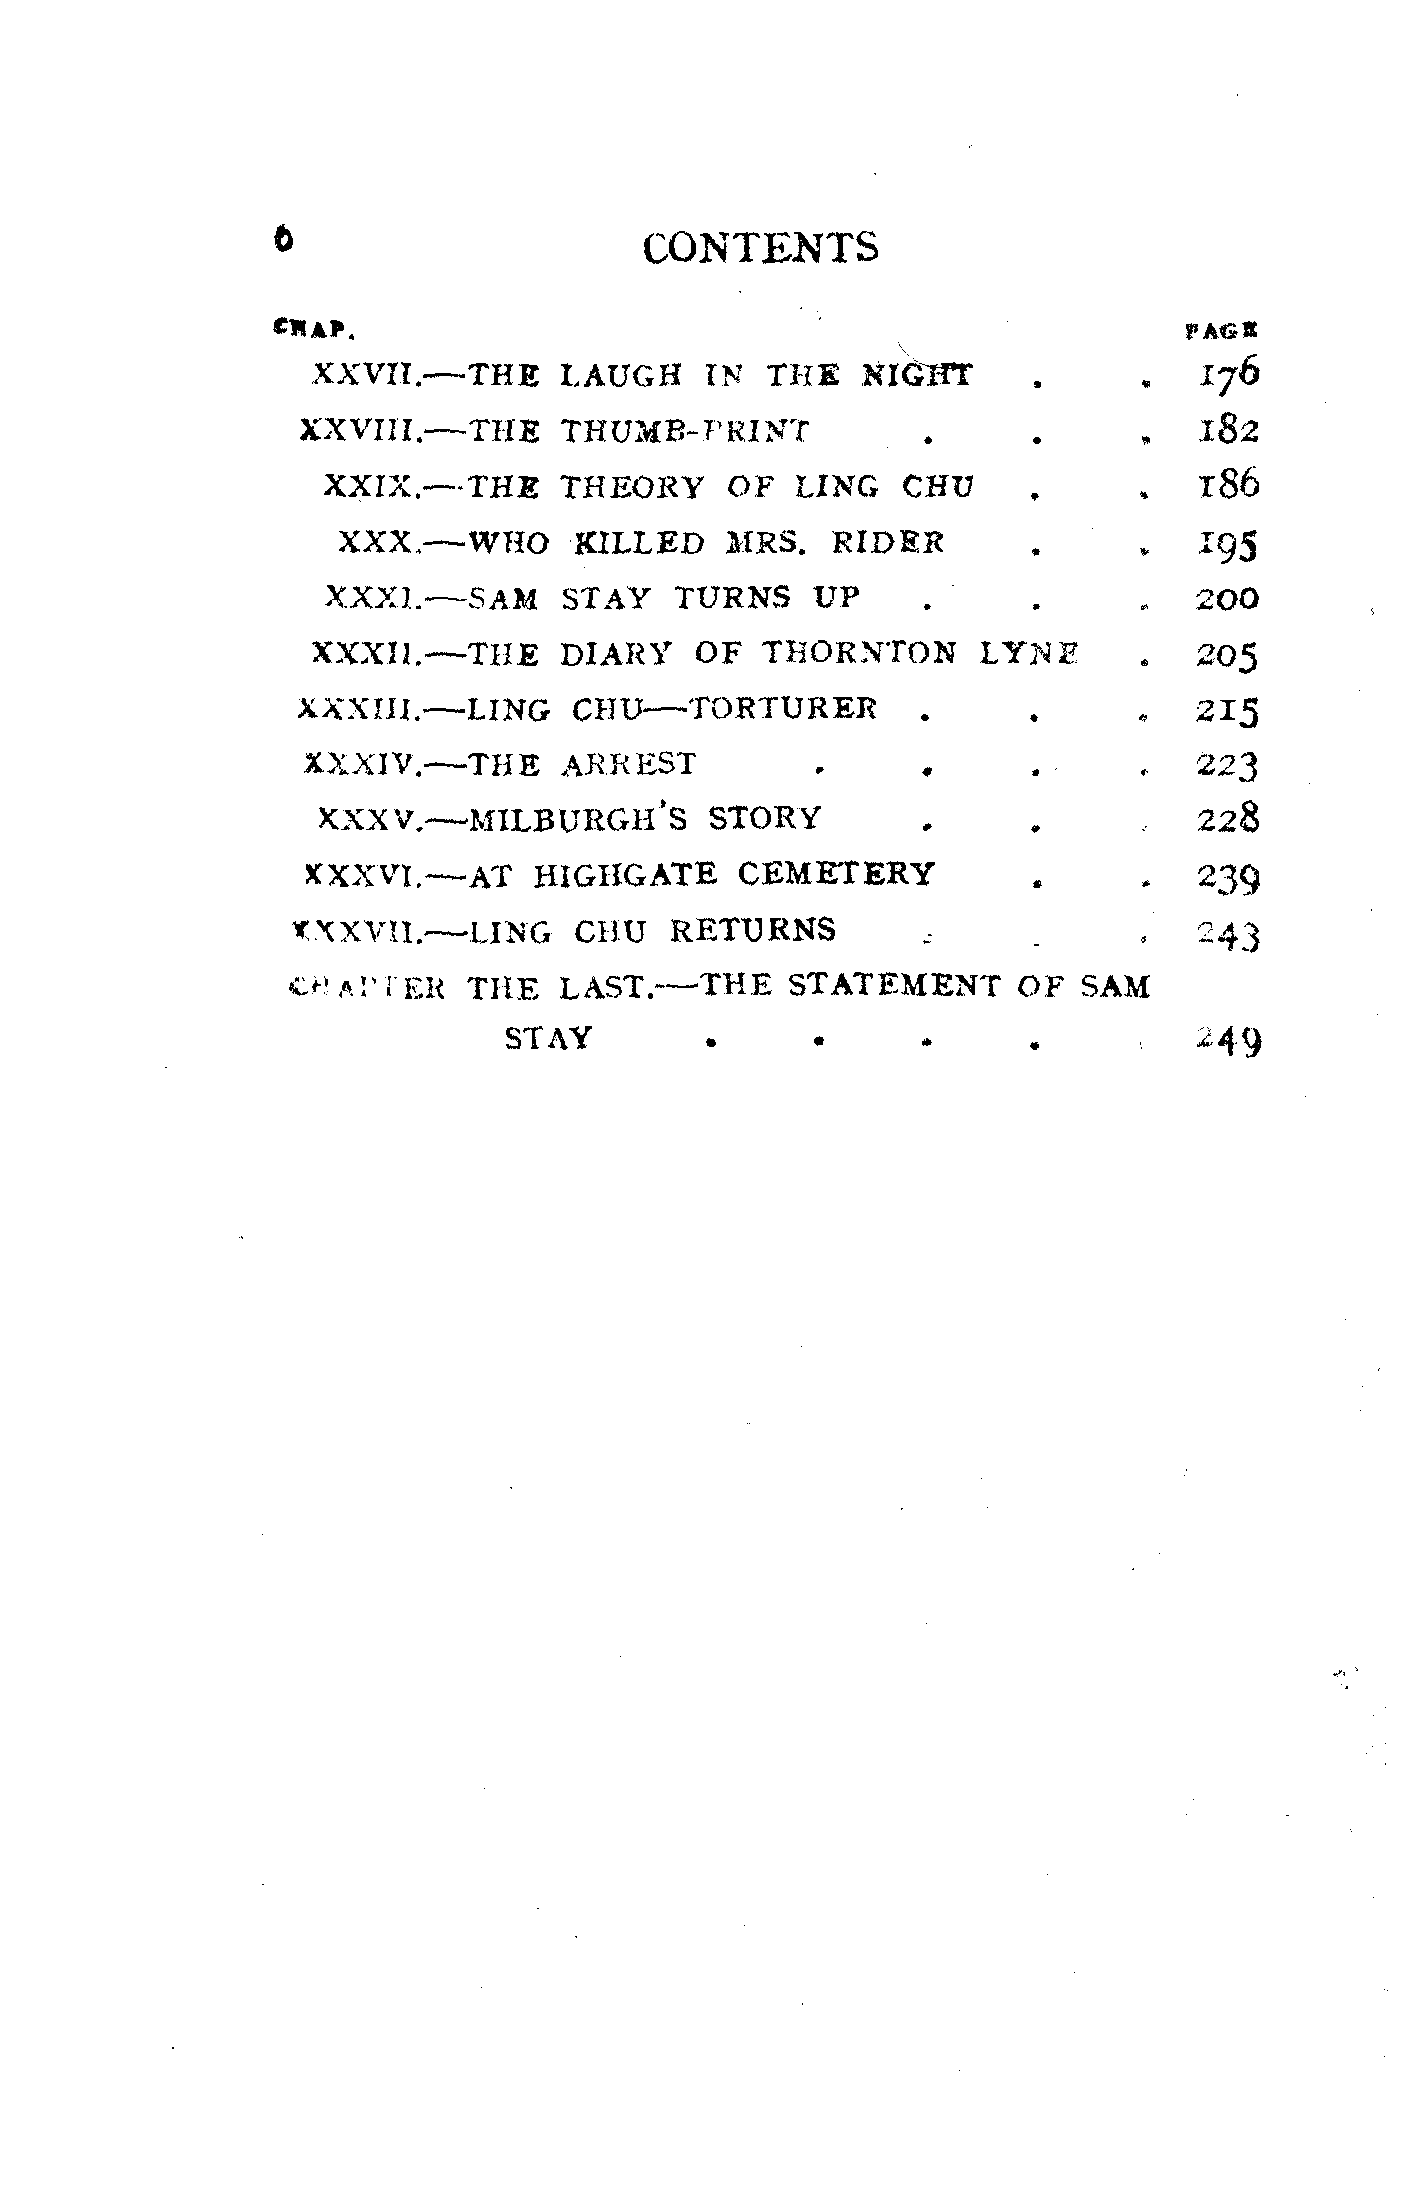 6 CONTENTS
CHAP. PAGE
XXVII.—THE LAUGH IN THE NIGHT . . 176
XXVIII.—THE THUMB-PRINT . . . 182
XXIX.—THE THEORY OF LING CHU . . 186
XXX.—WHO KILLED MRS. RIDER . . 195
XXXI.—SAM STAY TURNS UP . . . 200
XXXII.—THE DIARY OF THORNTON LYNE . 205
XXXIII.—LING CHU—TORTURER . . . 215
XXXIV.—THE ARREST . . . . 223
XXXV.—MILBURGH'S STORY . . . 228
XXXVI.—AT HIGHGATE CEMETERY . . 239
XXXVII.—LING CHU RETURNS . . . 243
CHAPTER THE LAST.—THE STATEMENT OF SAM
STAY . . . . . 249